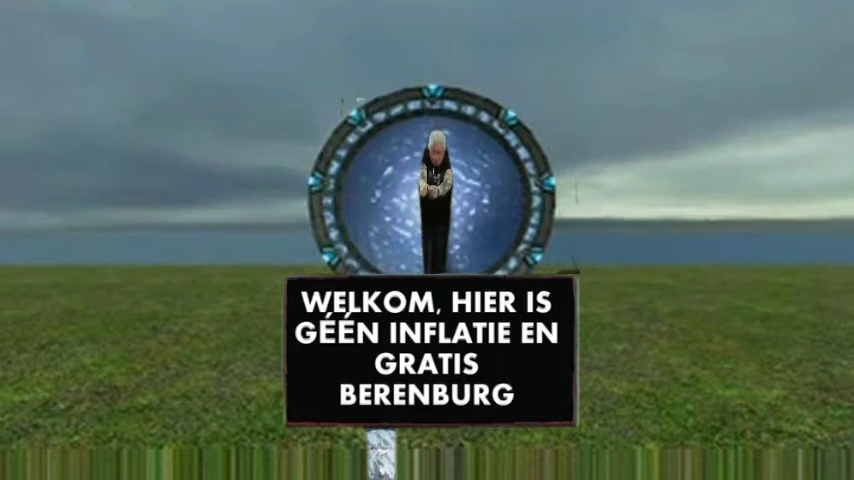 WELKOM, HIER IS
GÉÉN INFLATIE EN
GRATIS
BERENBURG